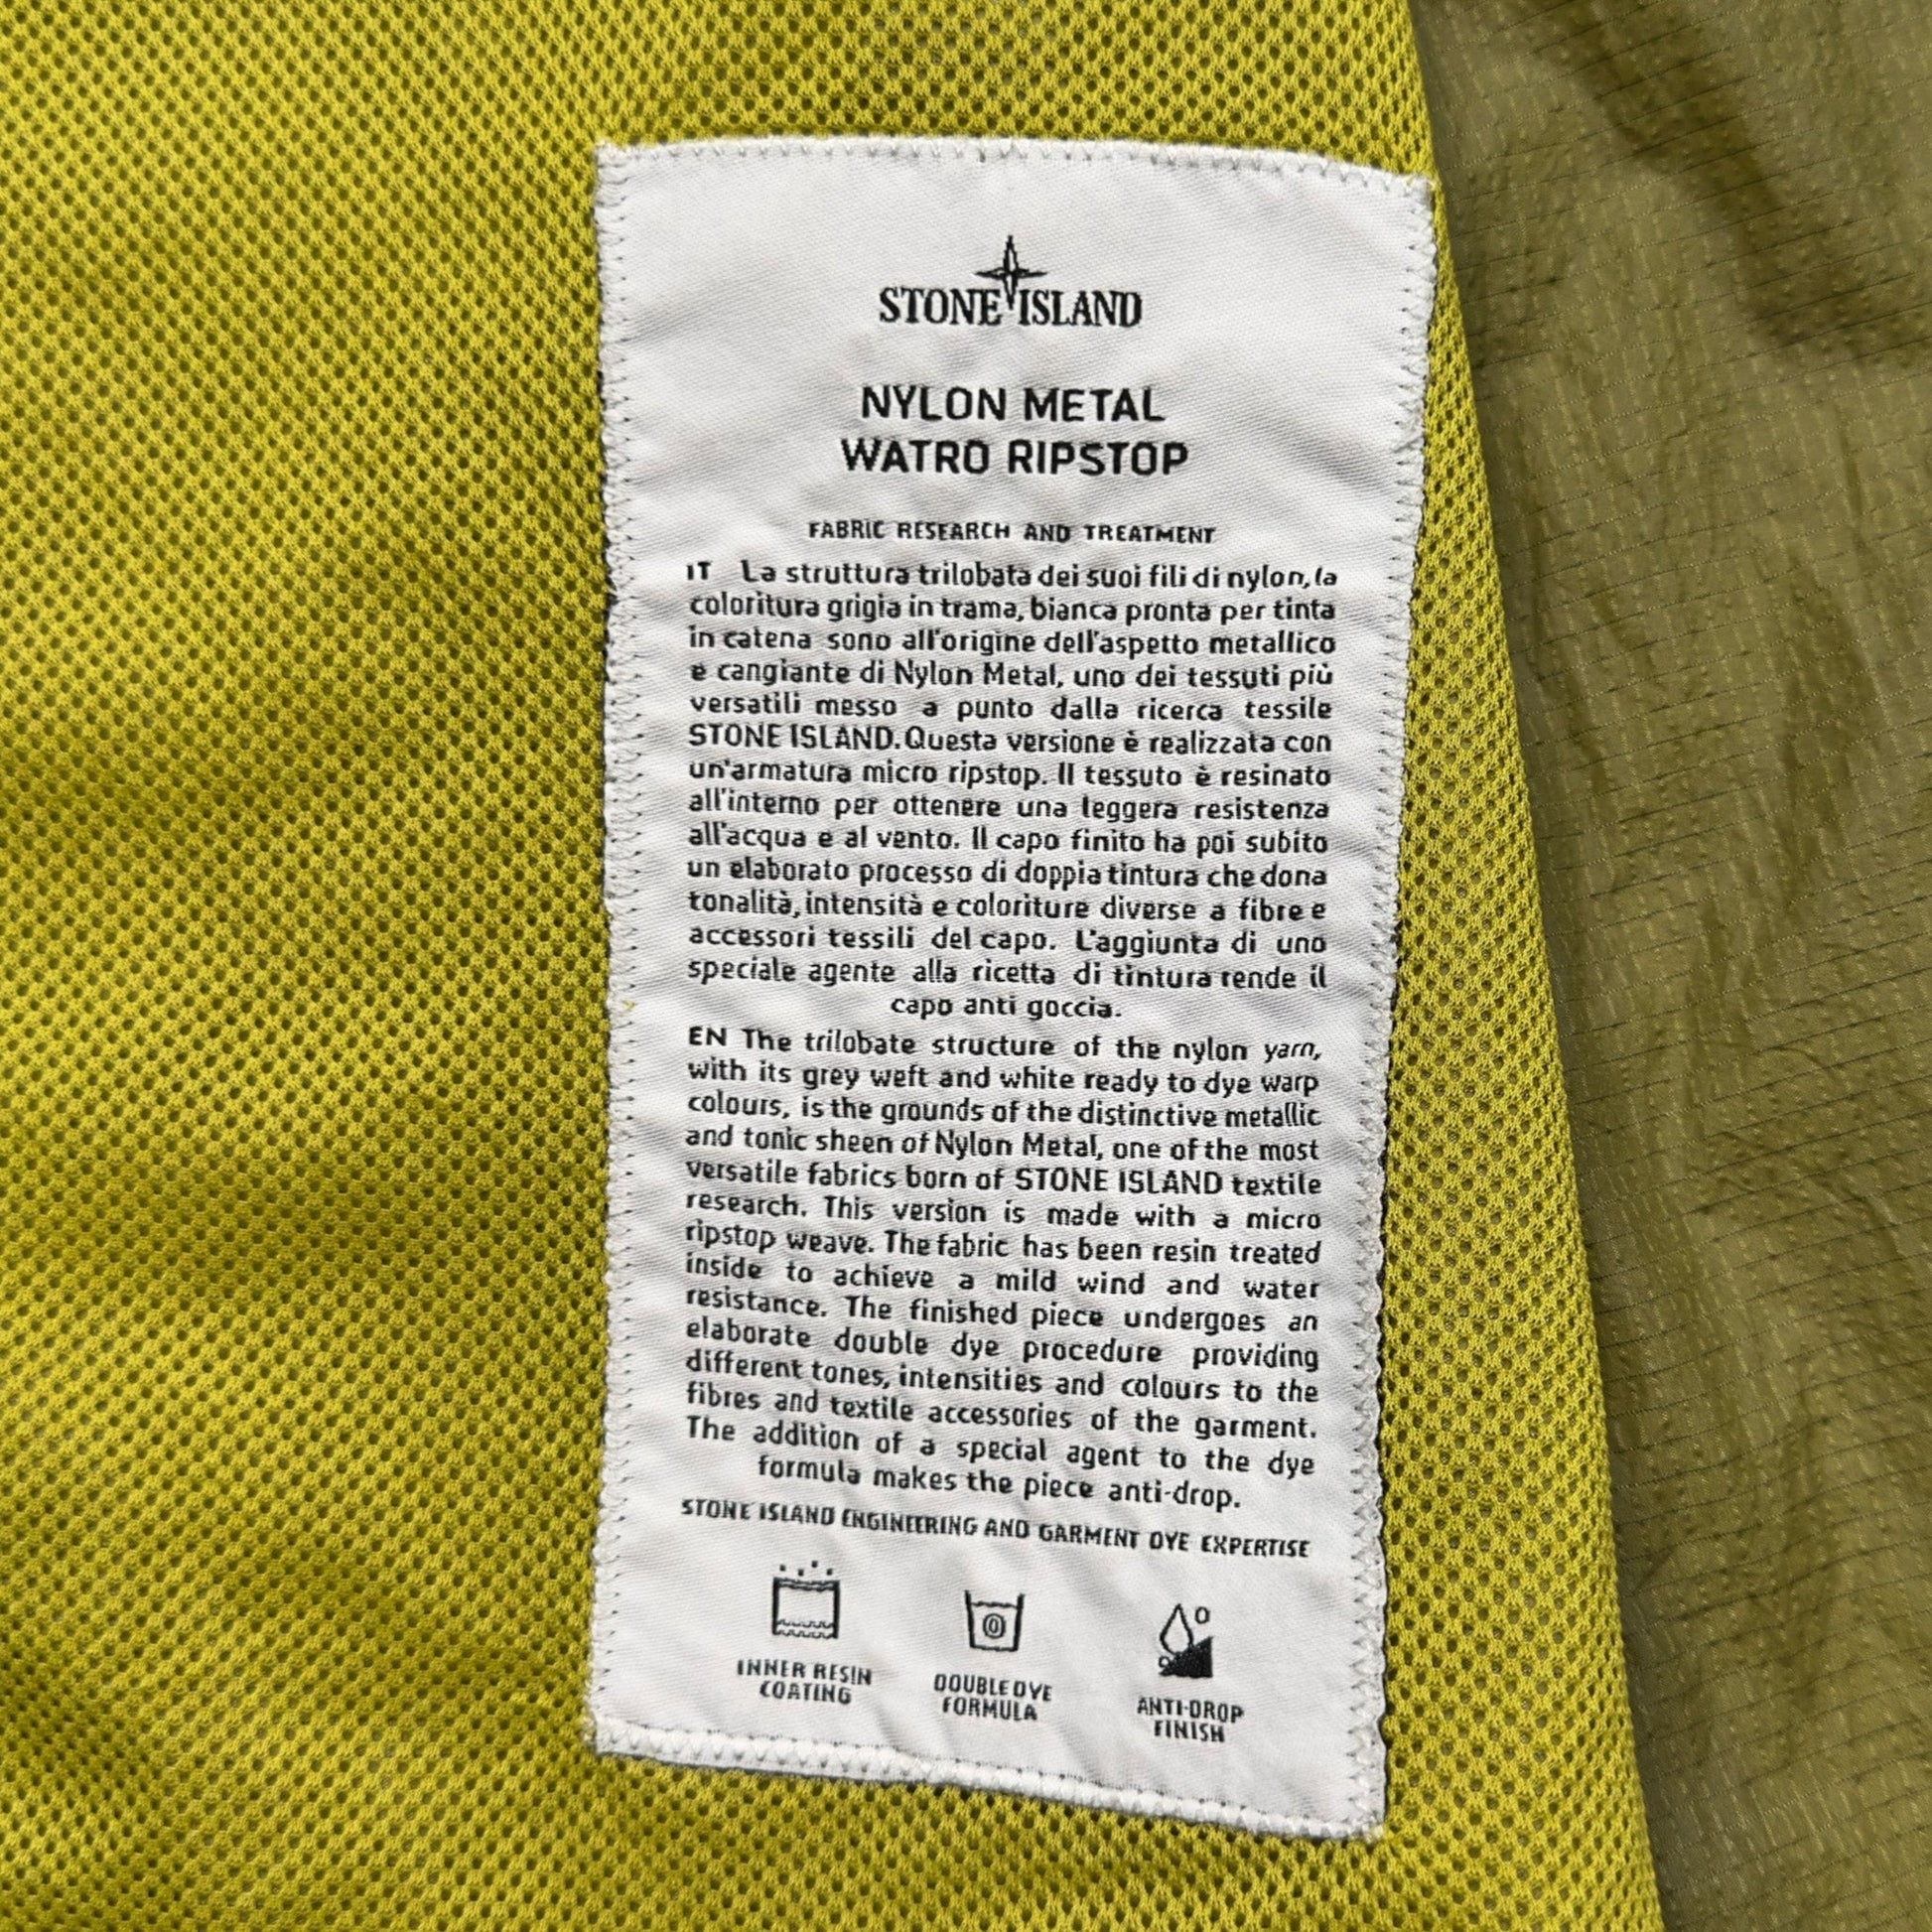 STONE ISLAND
NYLON METAL
WATRO RIPSTOP
FABRIC RESEARCH AND TREATMENT
IT La struttura trilobata dei suoi fili di nylon, la
coloritura grigia in trama, bianca pronta per tinta
in catena sono all'origine dell'aspetto metallico
e cangiante di Nylon Metal, uno dei tessuti più
versatili messo a punto dalla ricerca tessile
STONE ISLAND. Questa versione è realizzata con
un'armatura micro ripstop. Il tessuto è resinato
all'interno per ottenere una leggera resistenza
all'acqua e al vento. Il capo finito ha poi subito
un elaborato processo di doppia tintura che dona
tonalità, intensità e coloriture diverse a fibre e
accessori tessili del capo. L'aggiunta di uno
speciale agente alla ricetta di tintura rende il
capo anti goccia.
EN The trilobate structure of the nylon yarn,
with its grey weft and white ready to dye warp
colours, is the grounds of the distinctive metallic
and tonic sheen of Nylon Metal, one of the most
versatile fabrics born of STONE ISLAND textile
research. This version is made with a micro
ripstop weave. The fabric has been resin treated
inside to achieve a mild wind and water
resistance. The finished piece undergoes an
elaborate double dye procedure providing
different tones, intensities and colours to the
fibres and textile accessories of the garment.
The addition of a special agent to the dye
formula makes the piece anti-drop.
STONE ISLAND ENGINEERING AND GARMENT DYE EXPERTISE
INNER RESIN
COATING
DOUBLE DYE
FORMULA
ANTI-DROP
FINISH